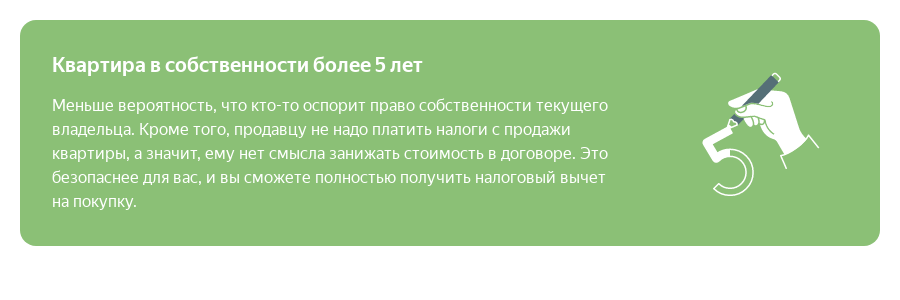 Квартира в собственности более 5 лет
Меньше вероятность, что кто-то оспорит право собственности текущего
владельца. Кроме того, продавцу не надо платить налоги с продажи
квартиры, а значит, ему нет смысла занижать стоимость в договоре. Это
безопаснее для вас, и вы сможете полностью получить налоговый вычет
на покупку.
5